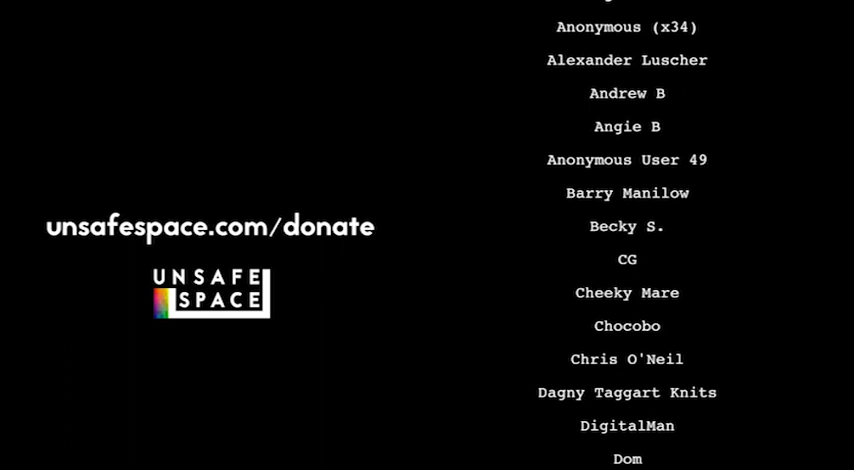 Anonymous (x34)
Alexander Luscher
Andrew B
Angie B
Anonymous User 49
Barry Manilow
Becky S.
CG
Cheeky Mare
Chocobo
Chris O'Neil
Dagny Taggart Knits
DigitalMan
Dom
unsafespace.com/donate
UNSAFE
SPACE